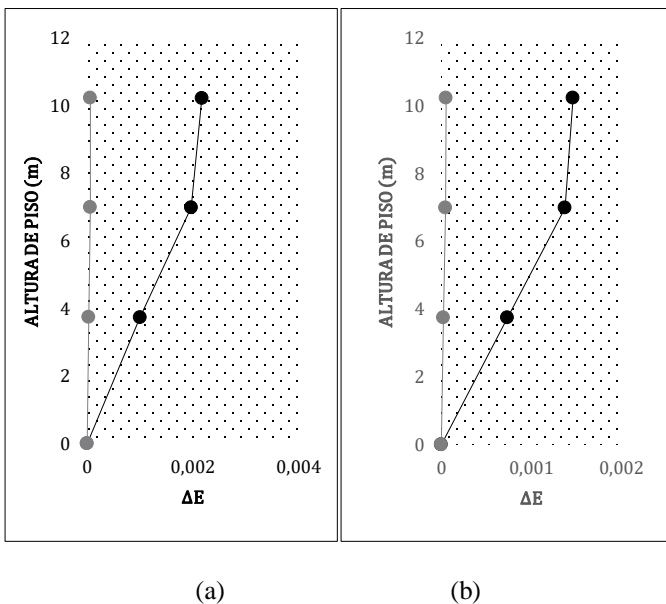 12
10
8
6
4
2
0
ALTURA DE PISO (m)
0 0,002 0,004
ΔE
12
10
8
6
4
2
0
ALTURA DE PISO (m)
0 0,001 0,002
ΔE
(a) (b)